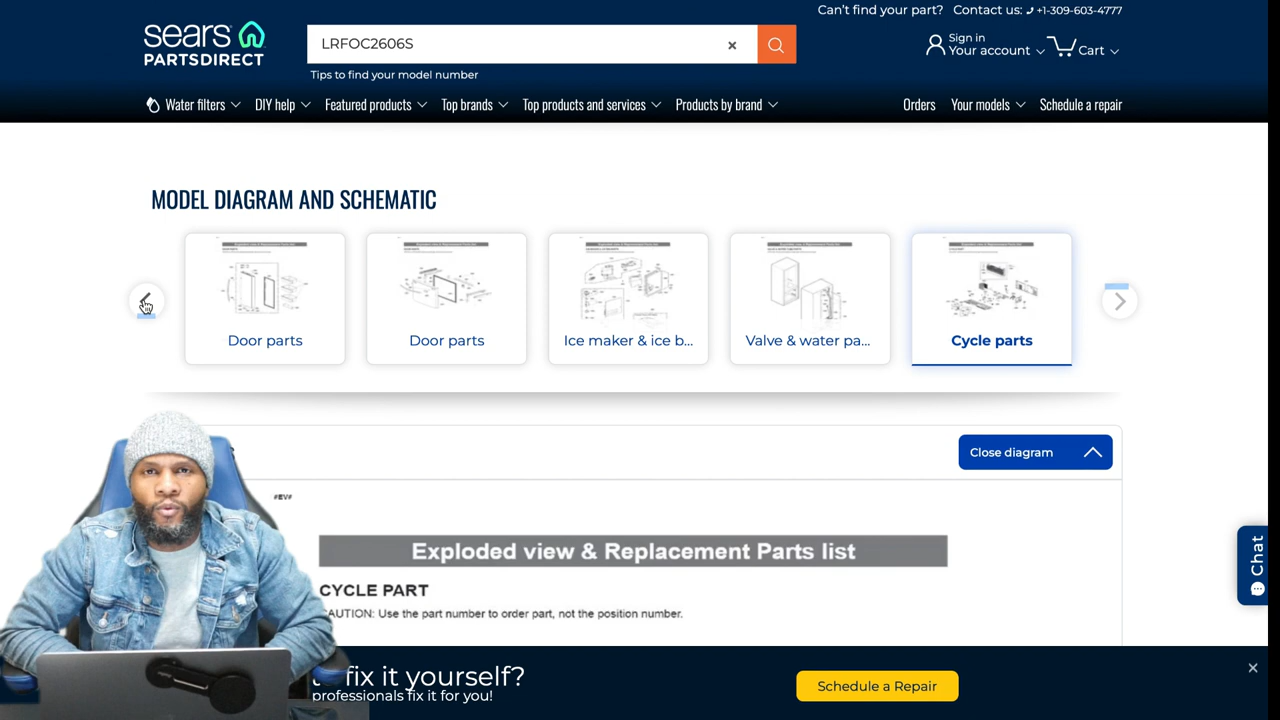 Can't find your part? Contact us: +1-309-603-4777
sears
PARTSDIRECT
LRFOC2606S
Sign in
Your account
Cart
Tips to find your model number
Water filters
DIY help
Featured products
Top brands
Top products and services
Products by brand
Orders
Your models
Schedule a repair
MODEL DIAGRAM AND SCHEMATIC
Door parts
Door parts
Ice maker & ice b...
Valve & water pa...
Cycle parts
Close diagram
#EV#
Exploded view & Replacement Parts list
CYCLE PART
CAUTION: Use the part number to order part, not the position number.
Chat
fix it yourself?
professionals fix it for you!
Schedule a Repair